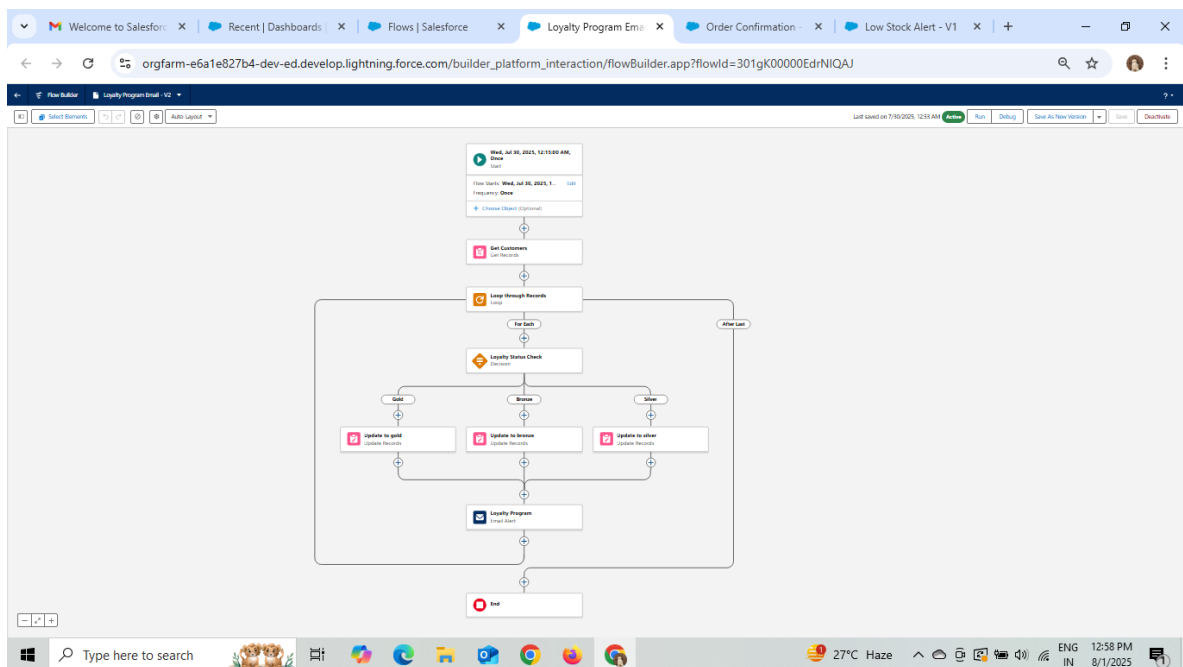 Welcome to Salesforc
Recent | Dashboards
Flows | Salesforce
Loyalty Program Ema
Order Confirmation -
Low Stock Alert - V1
orgfarm-e6a1e827b4-dev-ed.develop.lightning.force.com/builder_platform_interaction/flowBuilder.app?flowId=301gK00000EdrNlQAJ
Flow Builder
Loyalty Program Email - V2
?
Select Elements
Auto-Layout
Last saved on 7/30/2025, 12:33 AM
Active
Run
Debug
Save As New Version
Save
Deactivate
Wed, Jul 30, 2025, 12:15:00 AM,
Once
Start
Flow Starts: Wed, Jul 30, 2025, 1... Edit
Frequency: Once
+ Choose Object (Optional)
Get Customers
Get Records
Loop through Records
Loop
For Each
After Last
Loyalty Status Check
Decision
Gold
Bronze
Silver
Update to gold
Update Records
Update to bronze
Update Records
Update to silver
Update Records
Loyalty Program
Email Alert
End
Type here to search
27°C Haze
ENG
IN
12:58 PM
8/1/2025